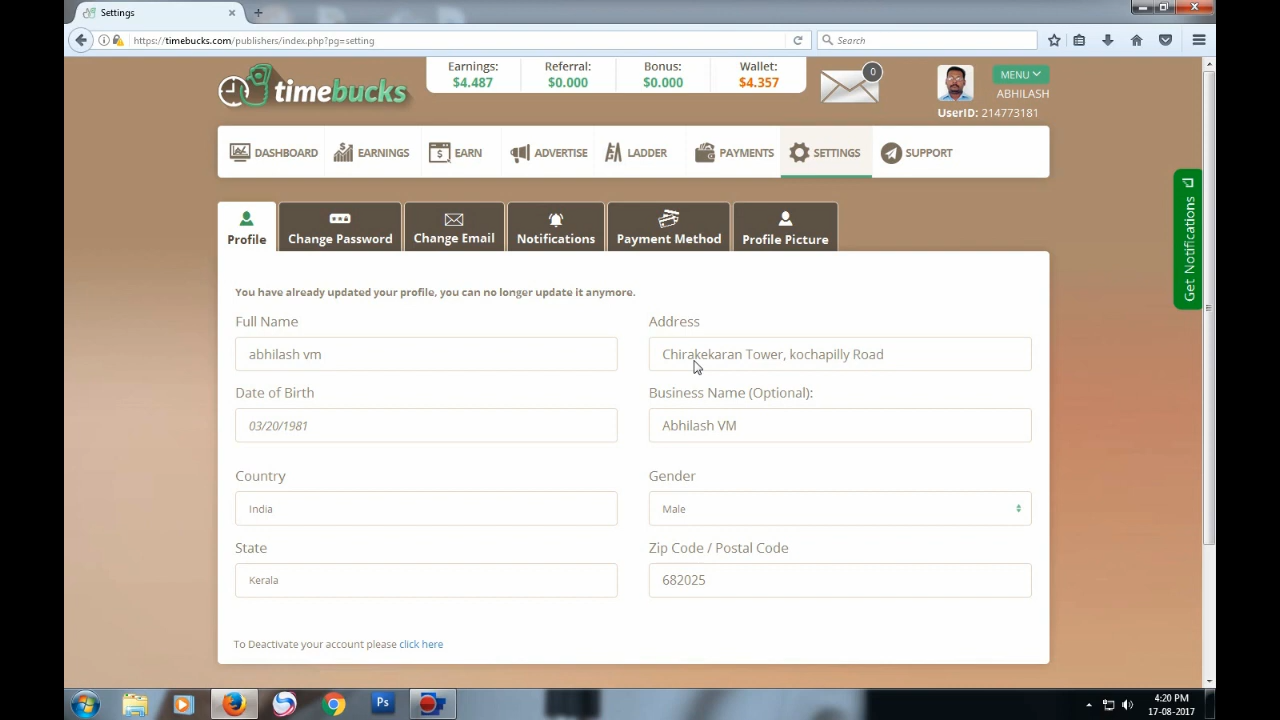 Settings
https://timebucks.com/publishers/index.php?pg=setting
Search
timebucks
Earnings: Referral: Bonus: Wallet:
$4.487 $0.000 $0.000 $4.357
0
MENU
ABHILASH
UserID: 214773181
DASHBOARD EARNINGS EARN ADVERTISE LADDER PAYMENTS SETTINGS SUPPORT
Profile Change Password Change Email Notifications Payment Method Profile Picture
Get Notifications
You have already updated your profile, you can no longer update it anymore.
Full Name
abhilash vm
Address
Chirakekaran Tower, kochapilly Road
Date of Birth
03/20/1981
Business Name (Optional):
Abhilash VM
Country
India
Gender
Male
State
Kerala
Zip Code / Postal Code
682025
To Deactivate your account please click here
Ps
4:20 PM
17-08-2017